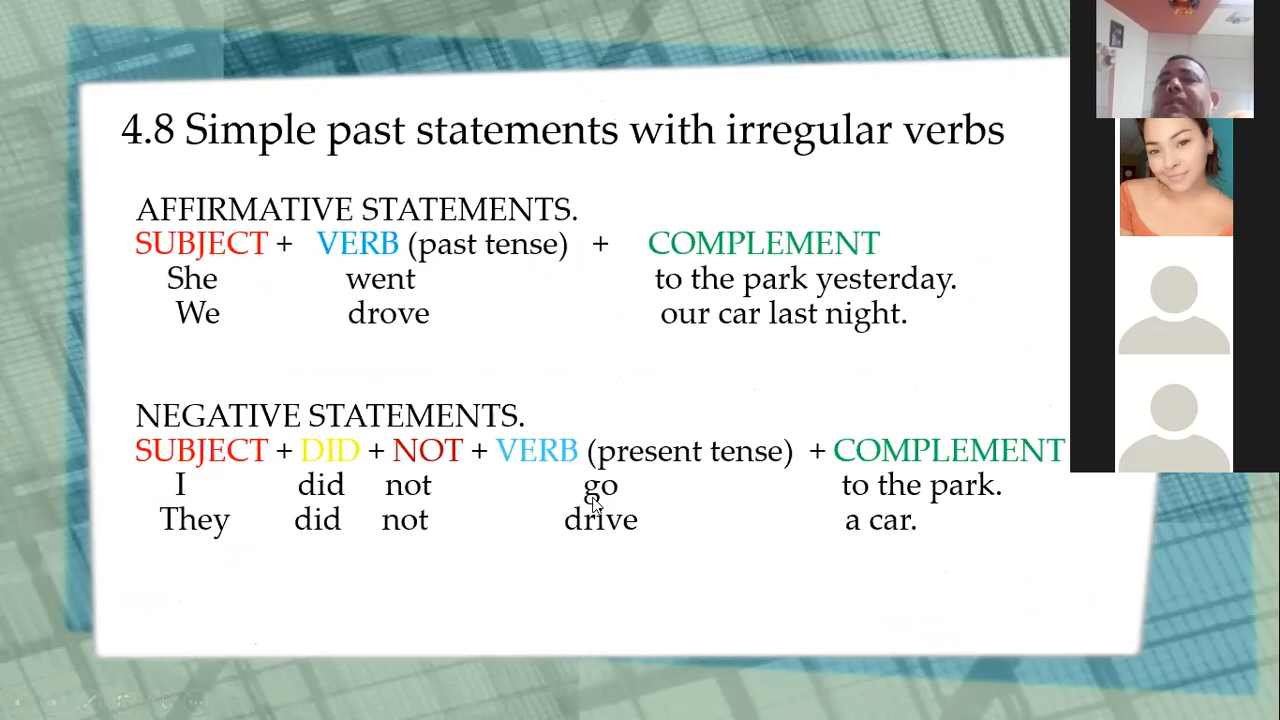 4.8 Simple past statements with irregular verbs
AFFIRMATIVE STATEMENTS.
SUBJECT + VERB (past tense) + COMPLEMENT
She went to the park yesterday.
We drove our car last night.
NEGATIVE STATEMENTS.
SUBJECT + DID + NOT + VERB (present tense) + COMPLEMENT
I did not go to the park.
They did not drive a car.